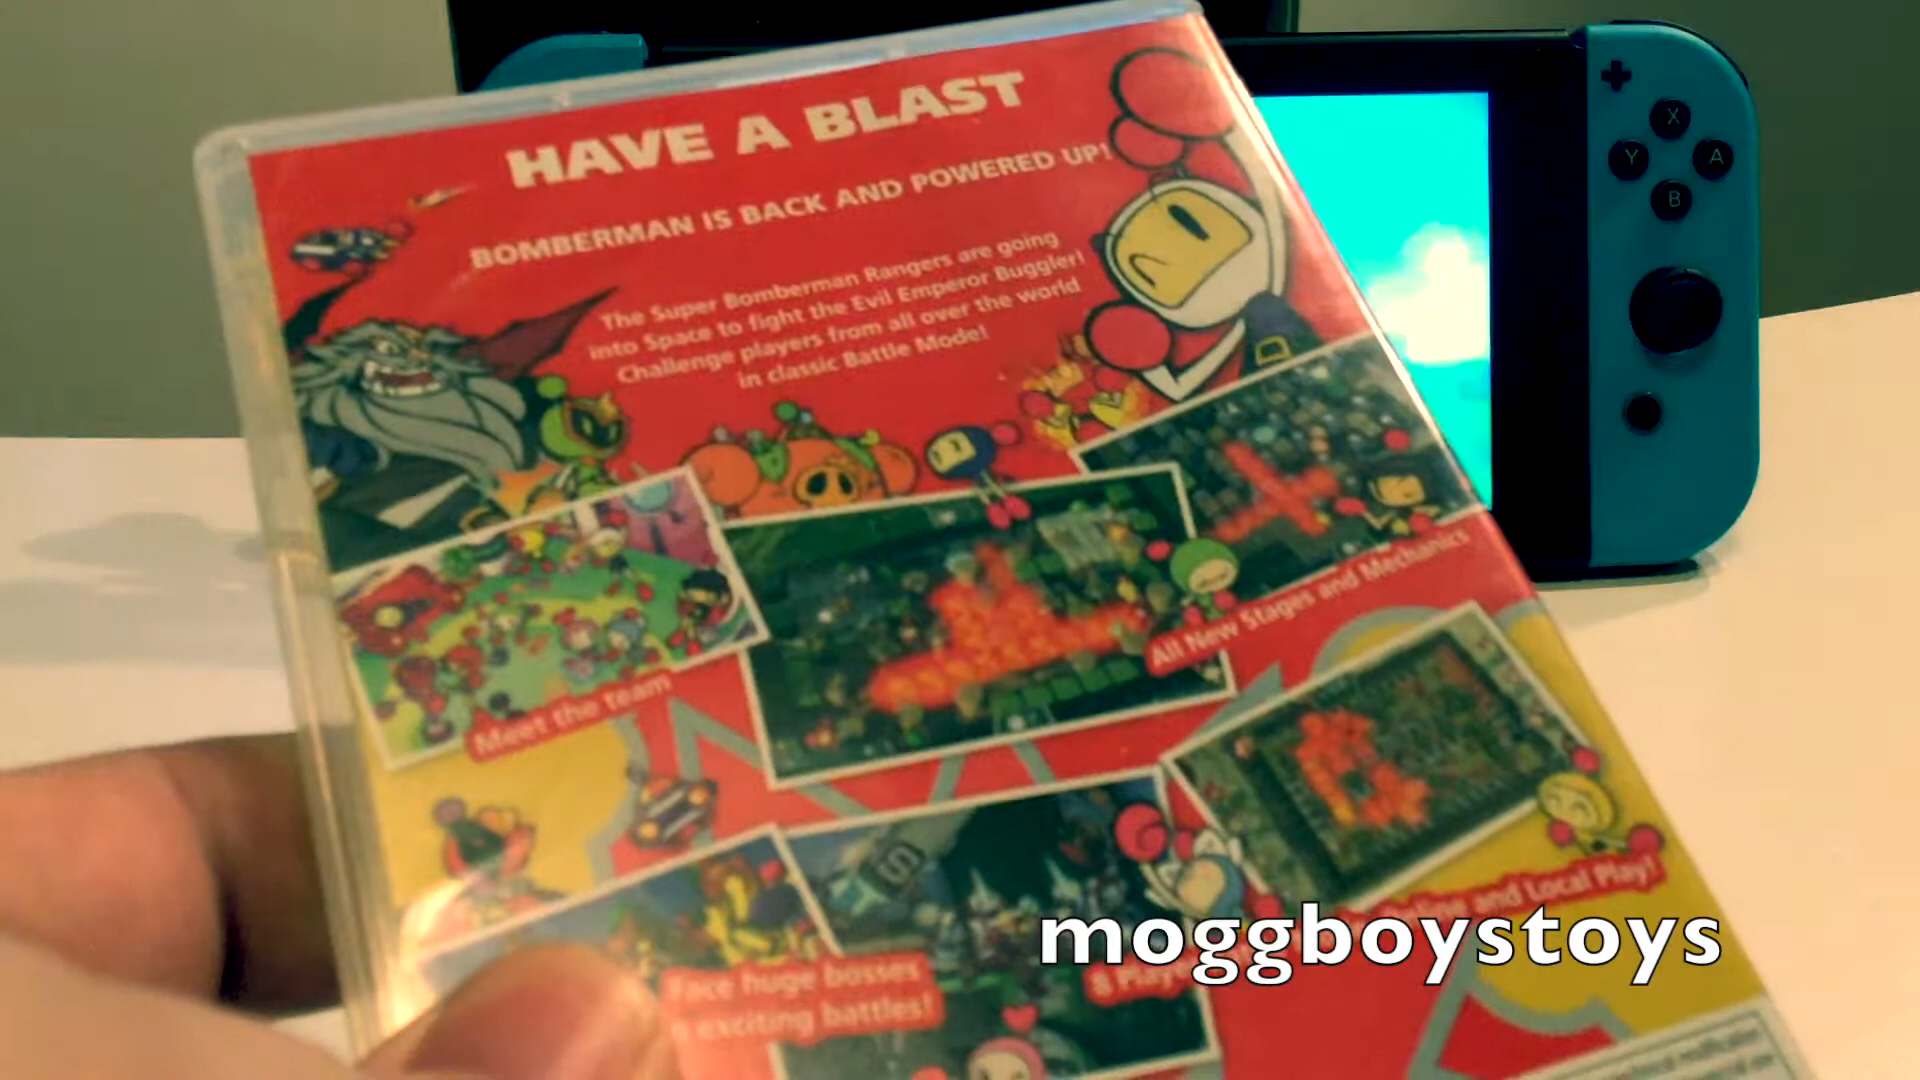 HAVE A BLAST
BOMBERMAN IS BACK AND POWERED UP!
The Super Bomberman Rangers are going
into Space to fight the Evil Emperor Buggler!
Challenge players from all over the world
in classic Battle Mode!
All New Stages and Mechanics
Meet the team
Online and Local Play!
8 Player
Face huge bosses
exciting battles!
moggboystoys
X
Y
A
B